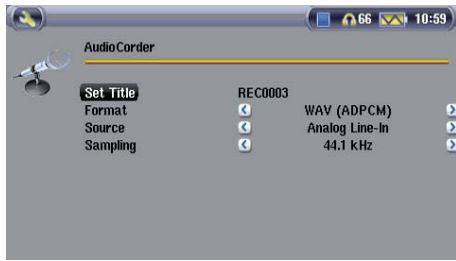 66 10:59
AudioCorder
Set Title REC0003
Format WAV (ADPCM)
Source Analog Line-In
Sampling 44.1 kHz